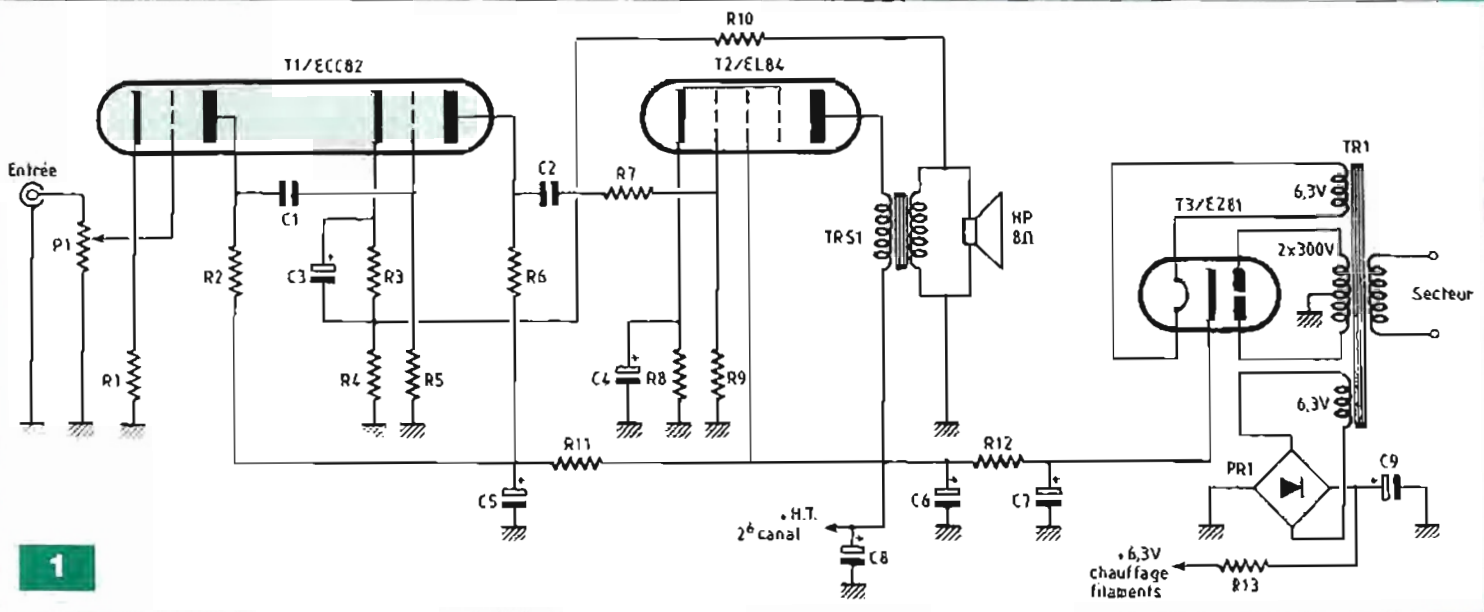 R10
T1/ECC82
T2/EL84
TR1
Entrée
C2
R7
6,3V
T3/EZ81
P1
C1
HP
8Ω
TRS1
2x300V
R2
C3
R3
R6
Secteur
R1
R4
R5
C4
R8
R9
6,3V
R11
R12
PR1
C9
C5
C6
C7
+ H.T.
2è canal
C8
+6,3V
chauffage
filaments
R13
1